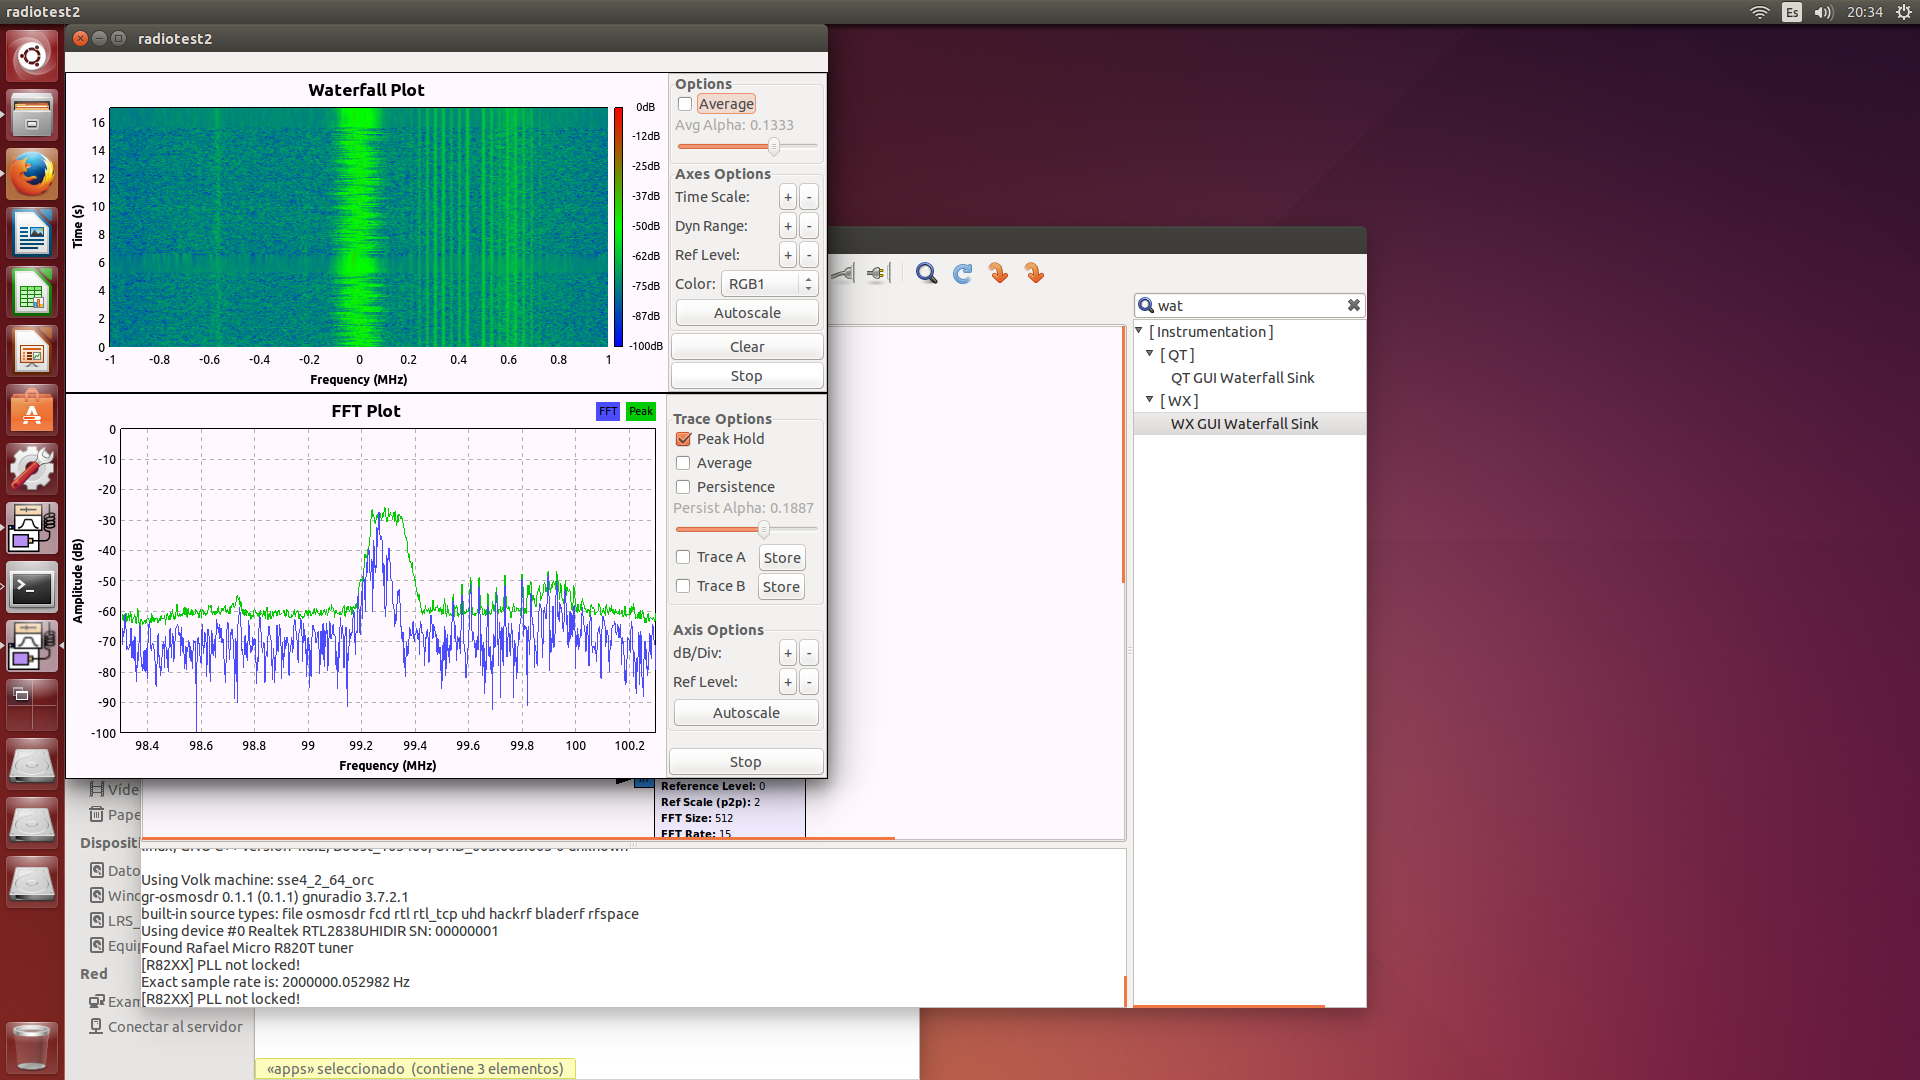 radiotest2
Es
20:34
radiotest2
Waterfall Plot
16
14
12
10
8
6
4
2
0
Time (s)
-1 -0.8 -0.6 -0.4 -0.2 0 0.2 0.4 0.6 0.8 1
Frequency (MHz)
0dB
-12dB
-25dB
-37dB
-50dB
-62dB
-75dB
-87dB
-100dB
Options
Average
Avg Alpha: 0.1333
Axes Options
Time Scale: + -
Dyn Range: + -
Ref Level: + -
Color: RGB1
Autoscale
Clear
Stop
FFT Plot
FFT Peak
0
-10
-20
-30
-40
-50
-60
-70
-80
-90
-100
Amplitude (dB)
98.4 98.6 98.8 99 99.2 99.4 99.6 99.8 100 100.2
Frequency (MHz)
Trace Options
Peak Hold
Average
Persistence
Persist Alpha: 0.1887
Trace A Store
Trace B Store
Axis Options
dB/Div: + -
Ref Level: + -
Autoscale
Stop
wat
[ Instrumentation ]
[ QT ]
QT GUI Waterfall Sink
[ WX ]
WX GUI Waterfall Sink
Reference Level: 0
Ref Scale (p2p): 2
FFT Size: 512
FFT Rate: 15
Víde
Pape
Disposit
Dato
Wind
LRS_
Equi
Red
Exam
Conectar al servidor
Using Volk machine: sse4_2_64_orc
gr-osmosdr 0.1.1 (0.1.1) gnuradio 3.7.2.1
built-in source types: file osmosdr fcd rtl rtl_tcp uhd hackrf bladerf rfspace
Using device #0 Realtek RTL2838UHIDIR SN: 00000001
Found Rafael Micro R820T tuner
[R82XX] PLL not locked!
Exact sample rate is: 2000000.052982 Hz
[R82XX] PLL not locked!
«apps» seleccionado (contiene 3 elementos)